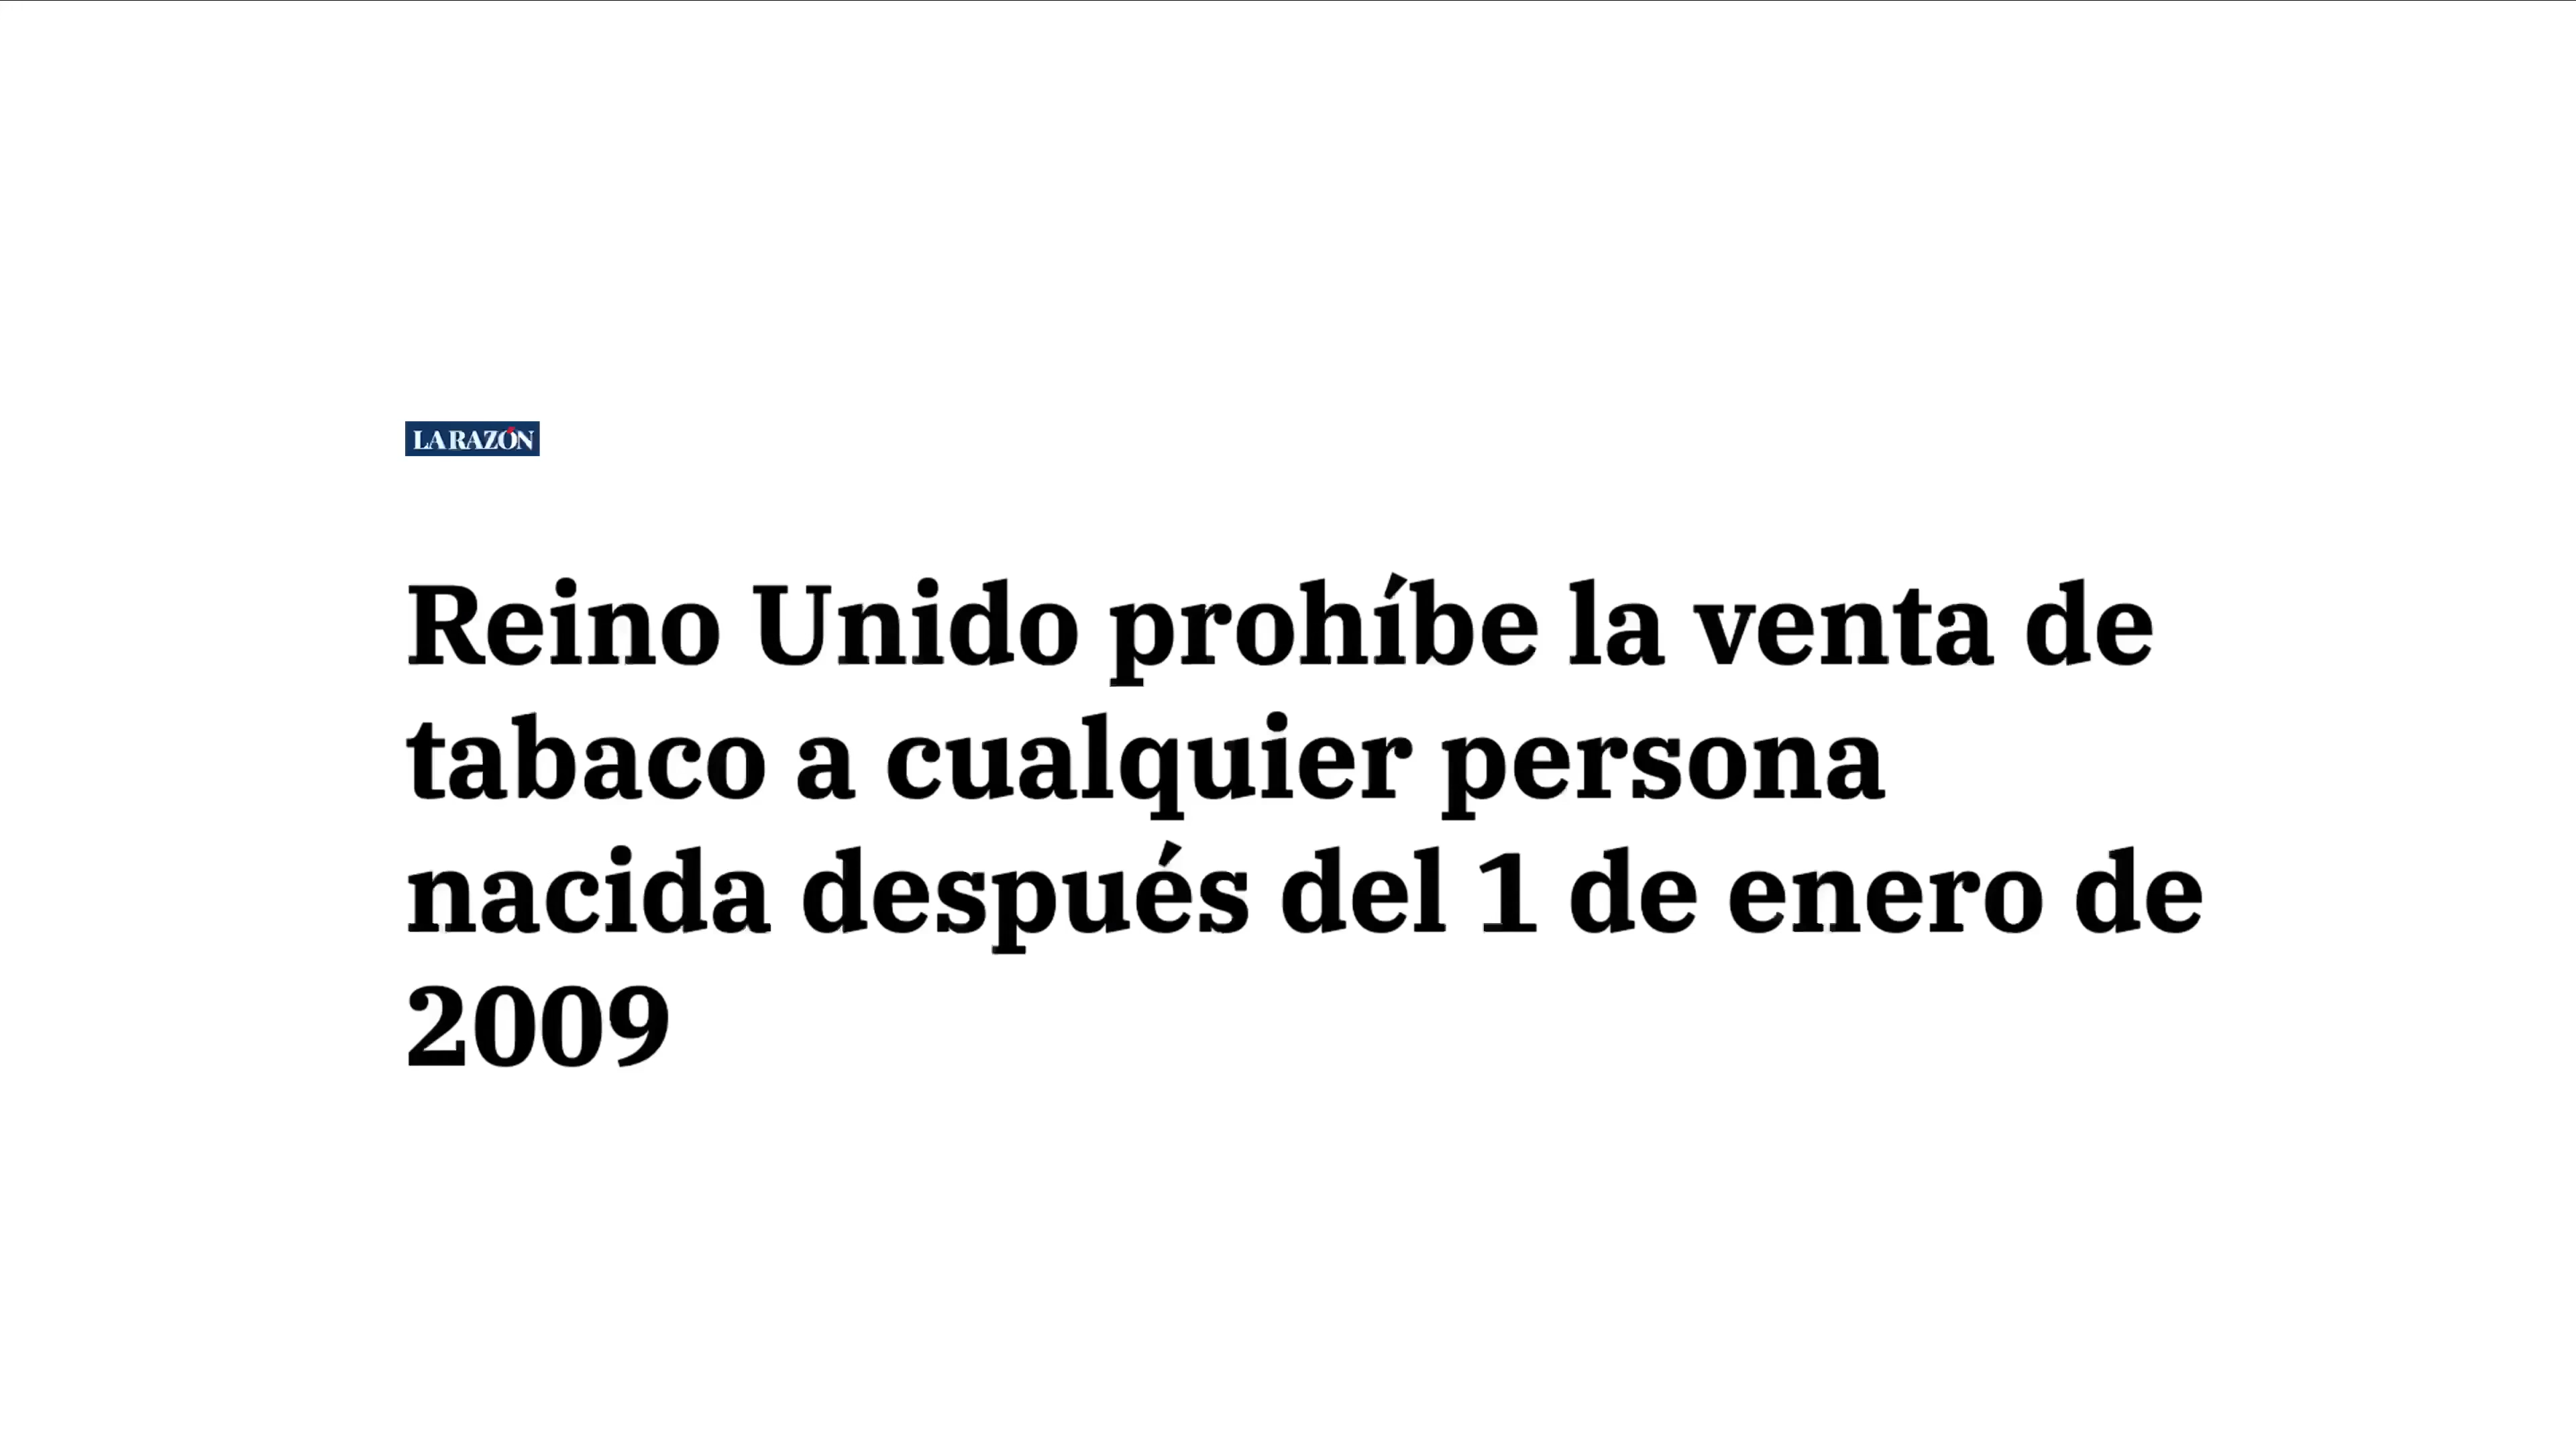 LA RAZÓN
Reino Unido prohíbe la venta de
tabaco a cualquier persona
nacida después del 1 de enero de
2009